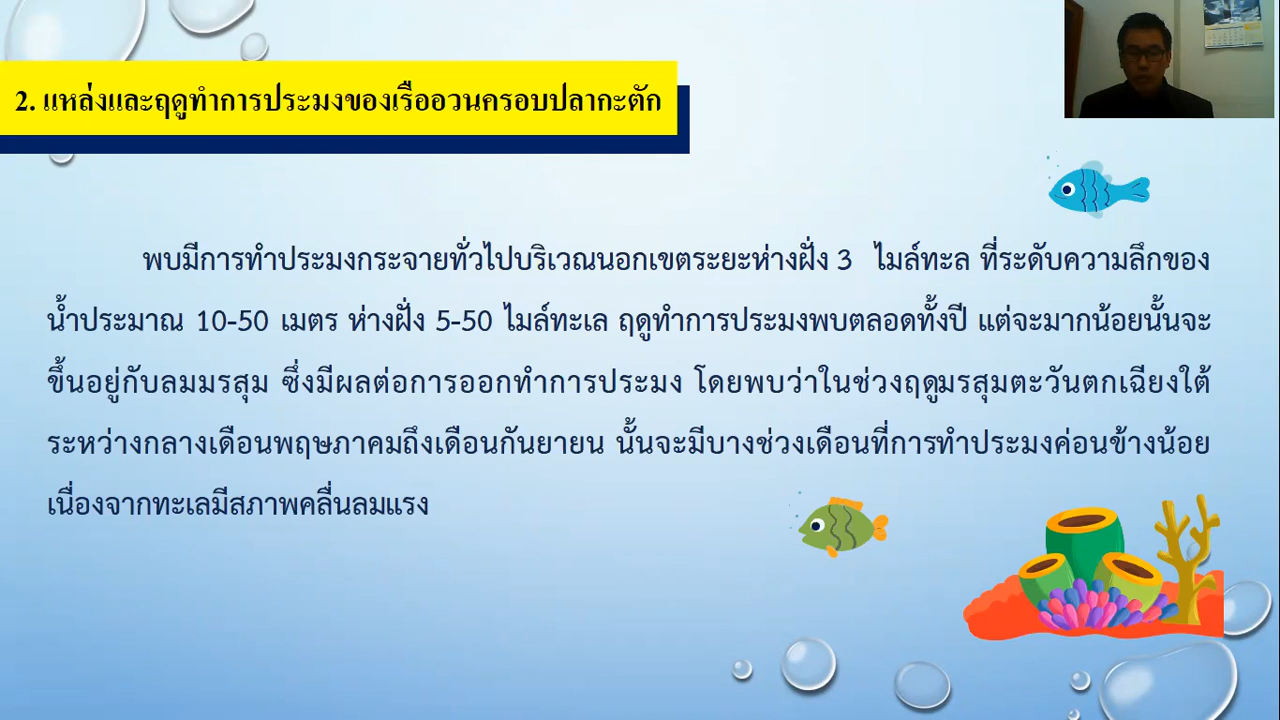 2. แหล่งและฤดูทำการประมงของเรืออวนครอบปลากะตัก
พบมีการทำประมงกระจายทั่วไปบริเวณนอกเขตระยะห่างฝั่ง 3 ไมล์ทะล ที่ระดับความลึกของ
น้ำประมาณ 10-50 เมตร ห่างฝั่ง 5-50 ไมล์ทะเล ฤดูทำการประมงพบตลอดทั้งปี แต่จะมากน้อยนั้นจะ
ขึ้นอยู่กับลมมรสุม ซึ่งมีผลต่อการออกทำการประมง โดยพบว่าในช่วงฤดูมรสุมตะวันตกเฉียงใต้
ระหว่างกลางเดือนพฤษภาคมถึงเดือนกันยายน นั้นจะมีบางช่วงเดือนที่การทำประมงค่อนข้างน้อย
เนื่องจากทะเลมีสภาพคลื่นลมแรง